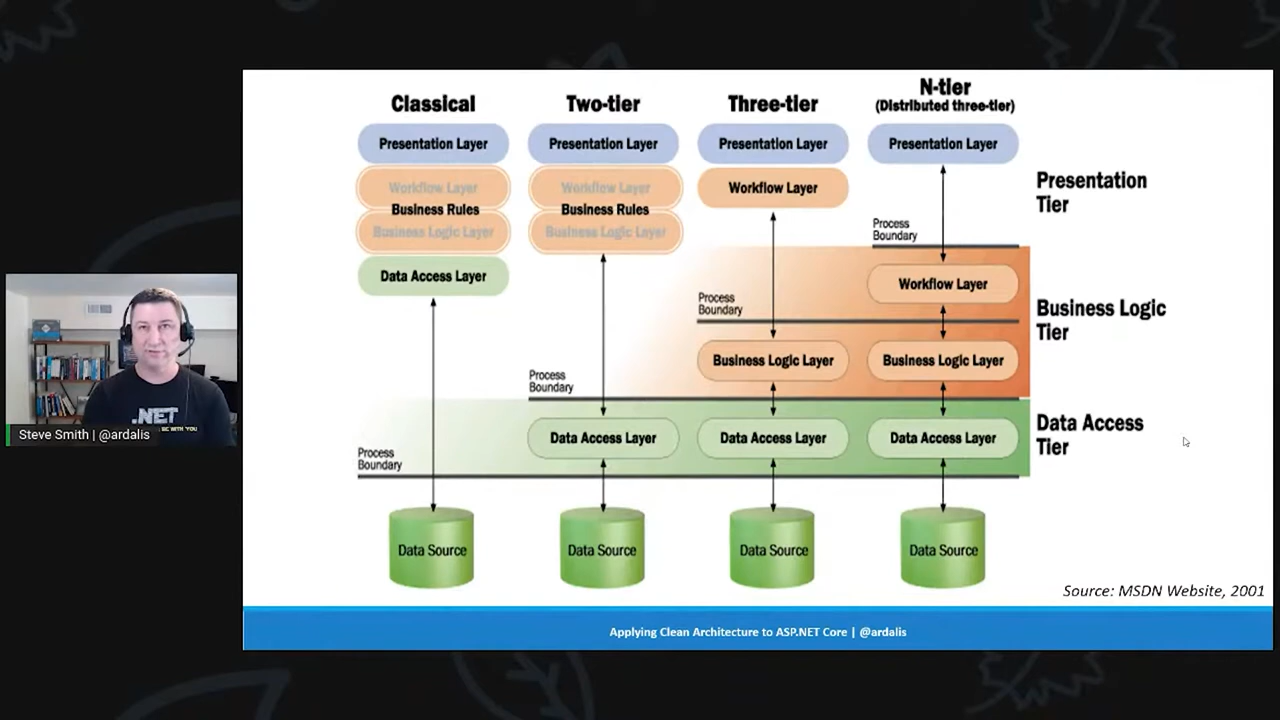 Classical
Two-tier
Three-tier
N-tier
(Distributed three-tier)
Presentation Layer
Presentation Layer
Presentation Layer
Presentation Layer
Workflow Layer
Business Rules
Business Logic Layer
Workflow Layer
Business Rules
Business Logic Layer
Workflow Layer
Presentation
Tier
Process
Boundary
Data Access Layer
Workflow Layer
Process
Boundary
Business Logic
Tier
Business Logic Layer
Business Logic Layer
Process
Boundary
Data Access Layer
Data Access Layer
Data Access Layer
Data Access
Tier
Process
Boundary
Data Source
Data Source
Data Source
Data Source
Source: MSDN Website, 2001
Applying Clean Architecture to ASP.NET Core | @ardalis
.NET
BC WITH YOU
Steve Smith | @ardalis